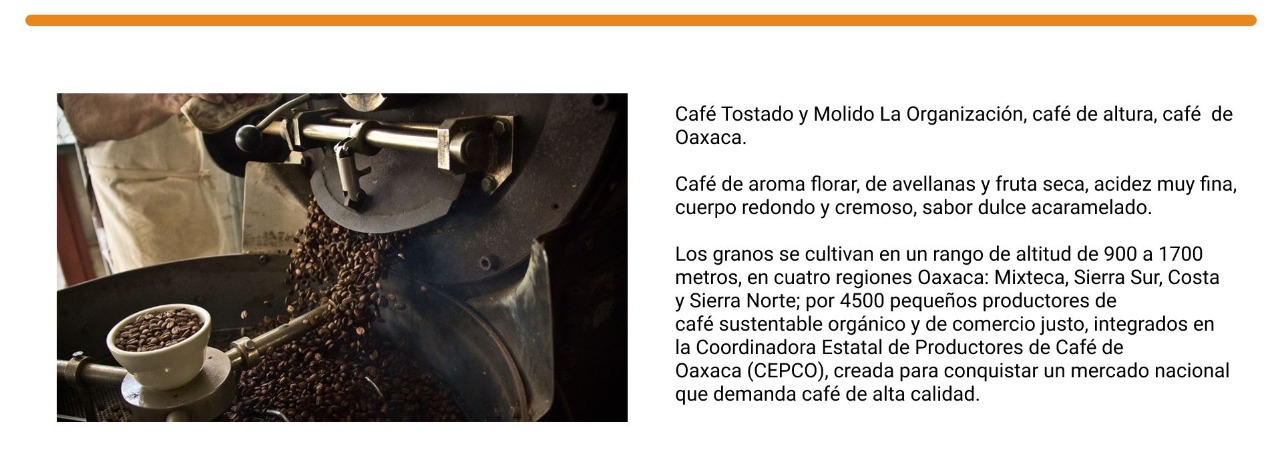 Café Tostado y Molido La Organización, café de altura, café  de
Oaxaca.
Café de aroma florar, de avellanas y fruta seca, acidez muy fina,
cuerpo redondo y cremoso, sabor dulce acaramelado.
Los granos se cultivan en un rango de altitud de 900 a 1700
metros, en cuatro regiones Oaxaca: Mixteca, Sierra Sur, Costa
y Sierra Norte; por 4500 pequeños productores de
café sustentable orgánico y de comercio justo, integrados en
la Coordinadora Estatal de Productores de Café de
Oaxaca (CEPCO), creada para conquistar un mercado nacional
que demanda café de alta calidad.